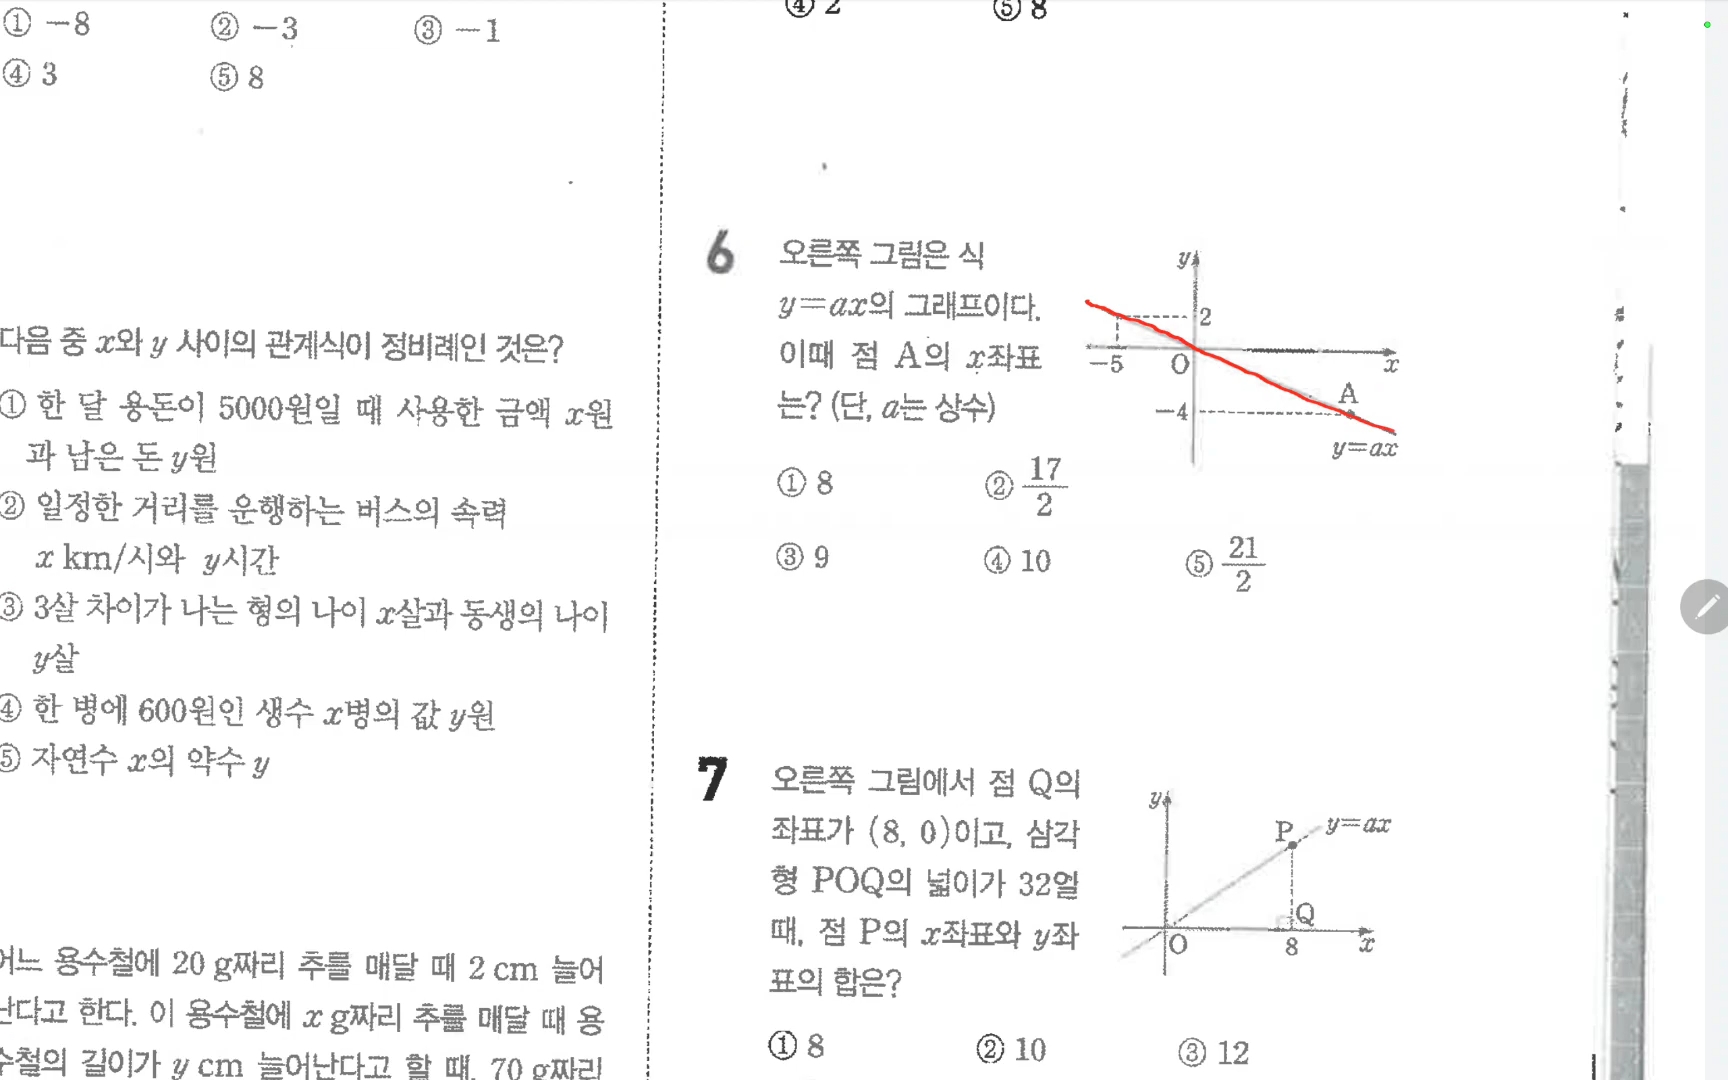 ① −8 ② −3 ③ −1
④ 3 ⑤ 8
다음 중 x와 y 사이의 관계식이 정비례인 것은?
① 한 달 용돈이 5000원일 때 사용한 금액 x원
과 남은 돈 y원
② 일정한 거리를 운행하는 버스의 속력
x km/시와 y시간
③ 3살 차이가 나는 형의 나이 x살과 동생의 나이
y살
④ 한 병에 600원인 생수 x병의 값 y원
⑤ 자연수 x의 약수 y
어느 용수철에 20 g짜리 추를 매달 때 2 cm 늘어
난다고 한다. 이 용수철에 x g짜리 추를 매달 때 용
수철의 길이가 y cm 늘어난다고 할 때, 70 g짜리
④ 2 ⑤ 8
6 오른쪽 그림은 식
y=ax의 그래프이다.
이때 점 A의 x좌표
는? (단, a는 상수)
y
2
−5 O x
A
−4
y=ax
① 8 ② 17/2
③ 9 ④ 10 ⑤ 21/2
7 오른쪽 그림에서 점 Q의
좌표가 (8, 0)이고, 삼각
형 POQ의 넓이가 32일
때, 점 P의 x좌표와 y좌
표의 합은?
y
P y=ax
Q
O 8 x
① 8 ② 10 ③ 12